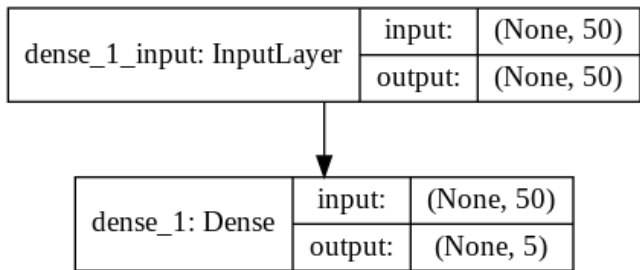 dense_1_input: InputLayer
input: (None, 50)
output: (None, 50)
dense_1: Dense
input: (None, 50)
output: (None, 5)